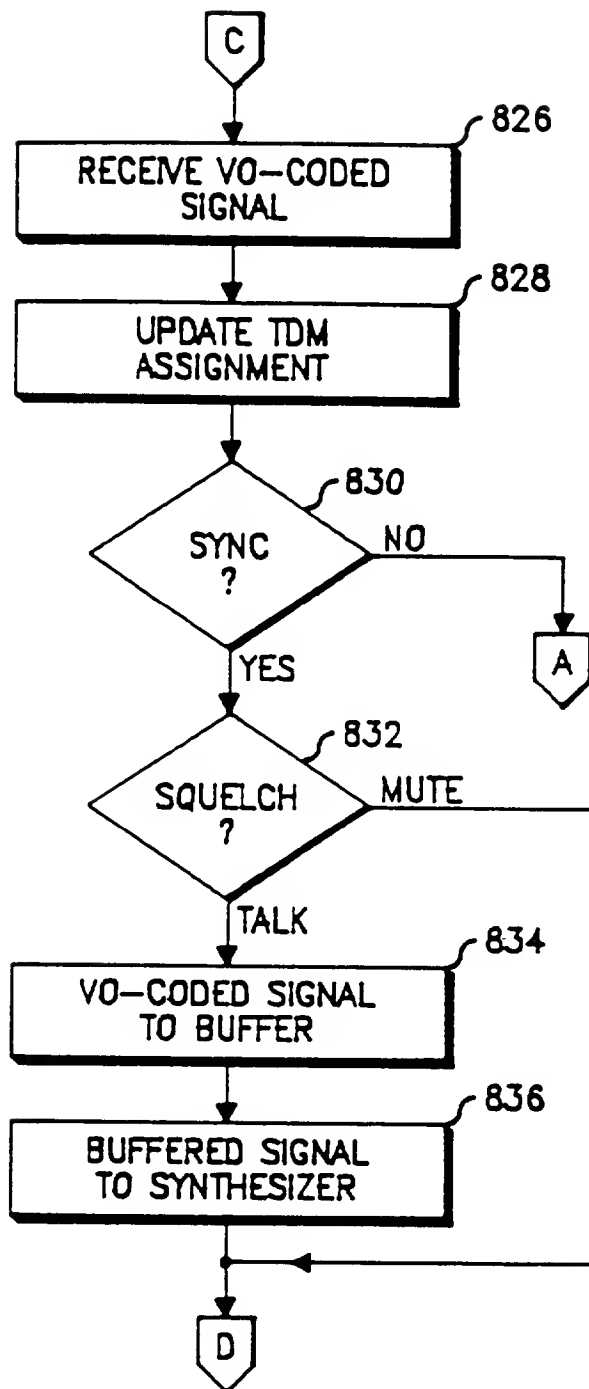 C
826
RECEIVE VO-CODED
SIGNAL
828
UPDATE TDM
ASSIGNMENT
830
SYNC
?
NO
A
YES
832
SQUELCH
?
MUTE
TALK
834
VO-CODED SIGNAL
TO BUFFER
836
BUFFERED SIGNAL
TO SYNTHESIZER
D